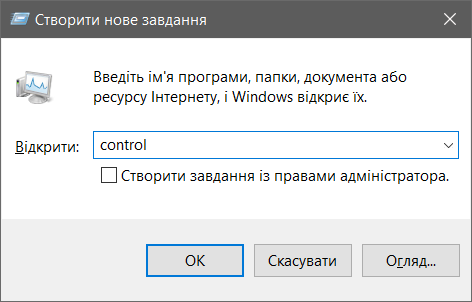 Створити нове завдання
Введіть ім'я програми, папки, документа або
ресурсу Інтернету, і Windows відкриє їх.
Відкрити:
control
Створити завдання із правами адміністратора.
OK
Скасувати
Огляд...